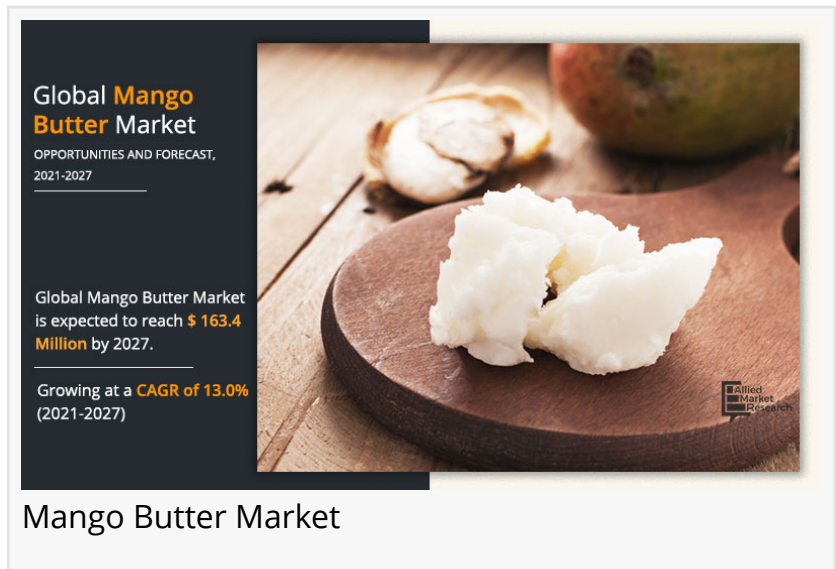 Global Mango
Butter Market
OPPORTUNITIES AND FORECAST,
2021-2027
Global Mango Butter Market
is expected to reach $ 163.4
Million by 2027.
Growing at a CAGR of 13.0%
(2021-2027)
Allied
Market
Research
Mango Butter Market